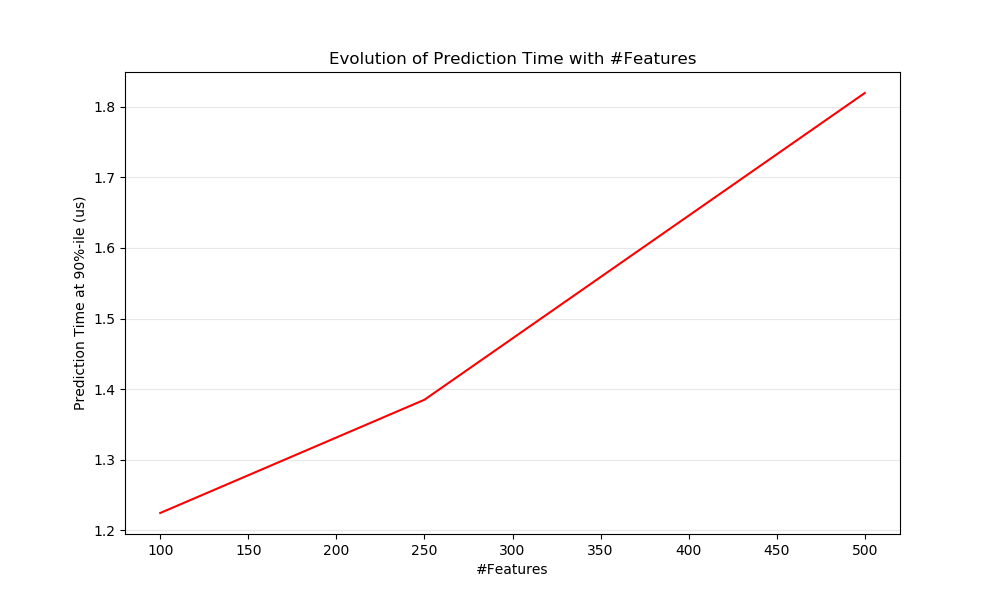 Evolution of Prediction Time with #Features
Prediction Time at 90%-ile (us)
1.8
1.7
1.6
1.5
1.4
1.3
1.2
100 150 200 250 300 350 400 450 500
#Features